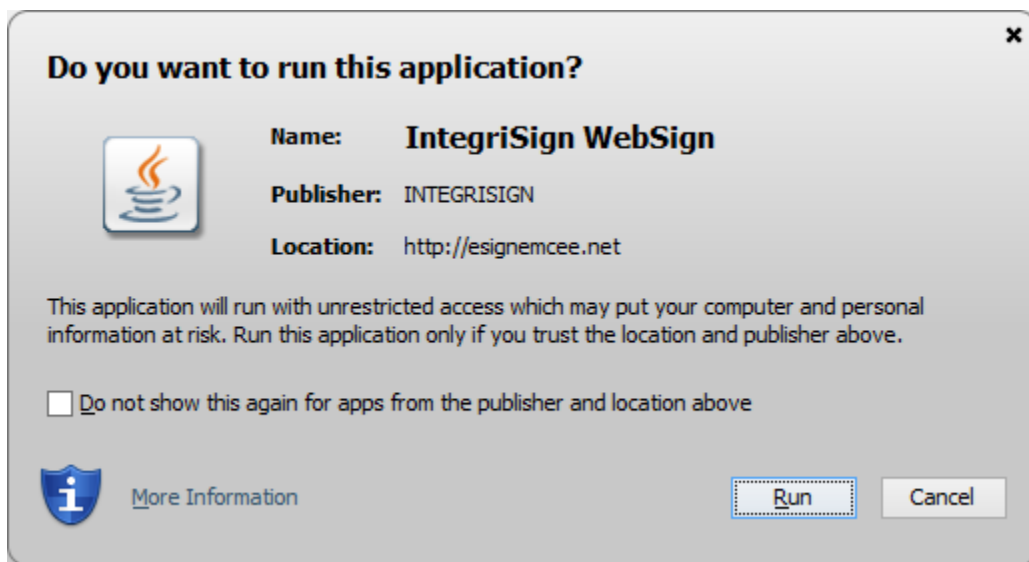 Do you want to run this application?
Name: IntegriSign WebSign
Publisher: INTEGRISIGN
Location: http://esignemcee.net
This application will run with unrestricted access which may put your computer and personal
information at risk. Run this application only if you trust the location and publisher above.
Do not show this again for apps from the publisher and location above
More Information
Run
Cancel